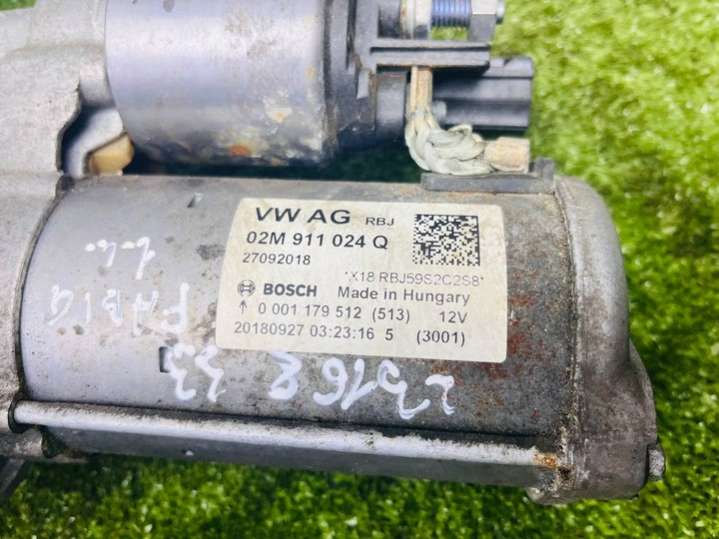 VW AG RBJ
02M 911 024 Q
27092018
*X18 RBJ59S2C2S8*
BOSCH Made in Hungary
↑ 0 001 179 512 (513) 12V
20180927 03:23:16 5 (3001)
FABIA